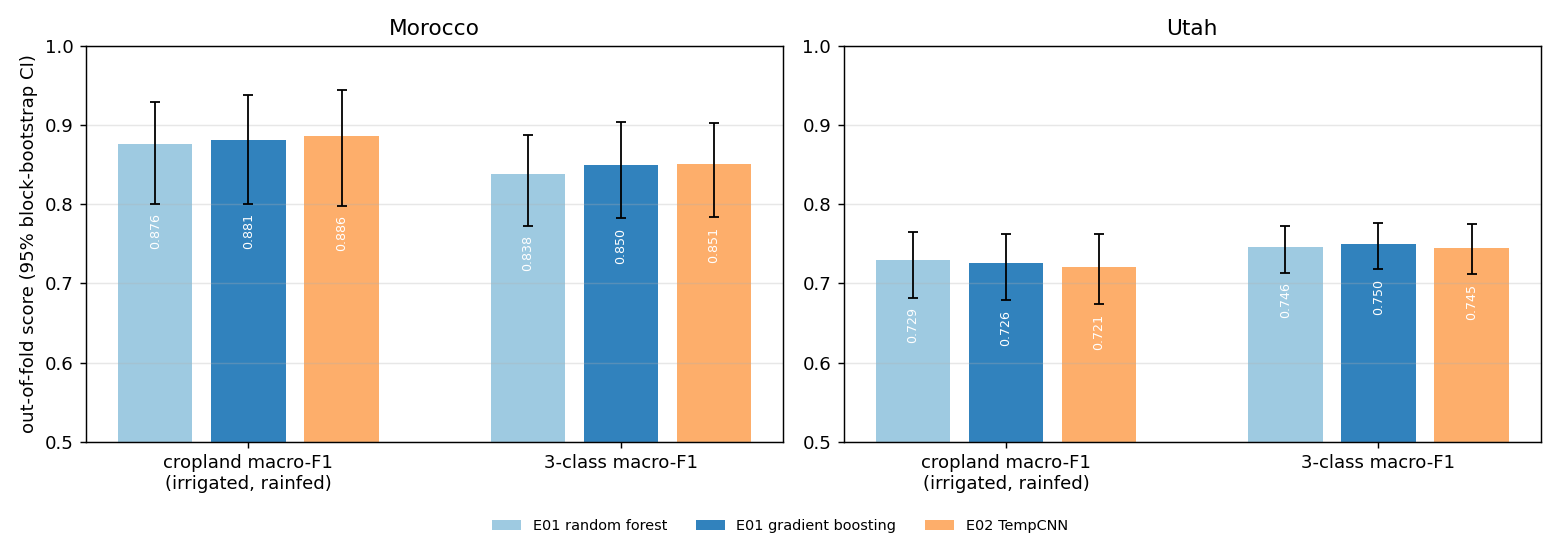 Morocco
Utah
out-of-fold score (95% block-bootstrap CI)
1.0
0.9
0.8
0.7
0.6
0.5
0.876
0.881
0.886
0.838
0.850
0.851
cropland macro-F1
(irrigated, rainfed)
3-class macro-F1
1.0
0.9
0.8
0.7
0.6
0.5
0.729
0.726
0.721
0.746
0.750
0.745
cropland macro-F1
(irrigated, rainfed)
3-class macro-F1
E01 random forest
E01 gradient boosting
E02 TempCNN